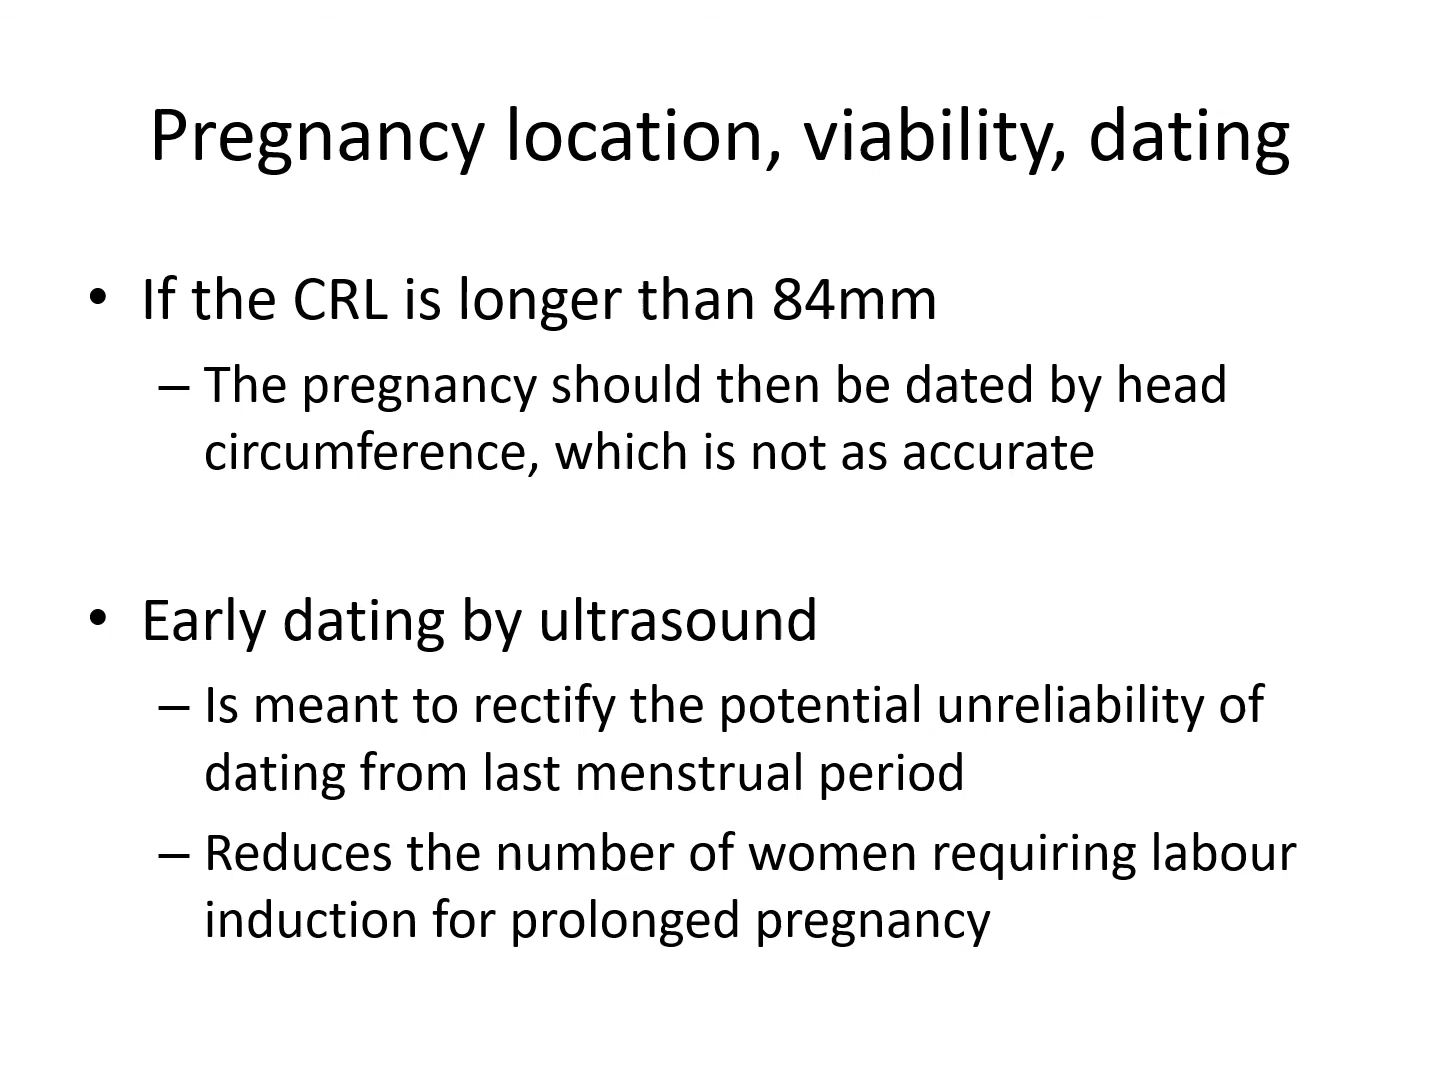 Pregnancy location, viability, dating
• If the CRL is longer than 84mm
– The pregnancy should then be dated by head
circumference, which is not as accurate
• Early dating by ultrasound
– Is meant to rectify the potential unreliability of
dating from last menstrual period
– Reduces the number of women requiring labour
induction for prolonged pregnancy